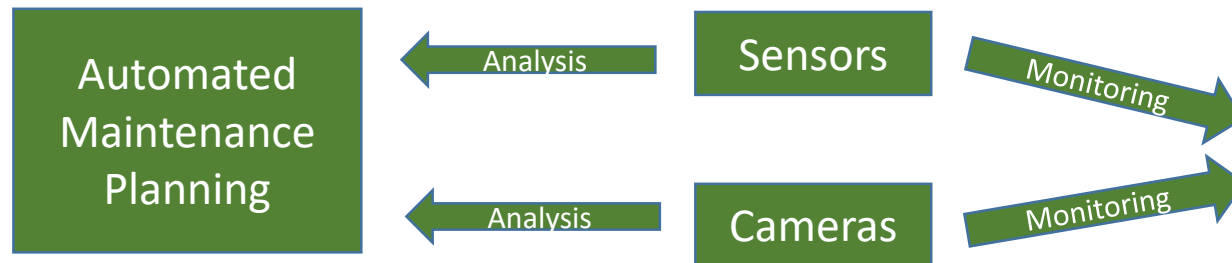 Automated
Maintenance
Planning
Analysis
Sensors
Monitoring
Analysis
Cameras
Monitoring